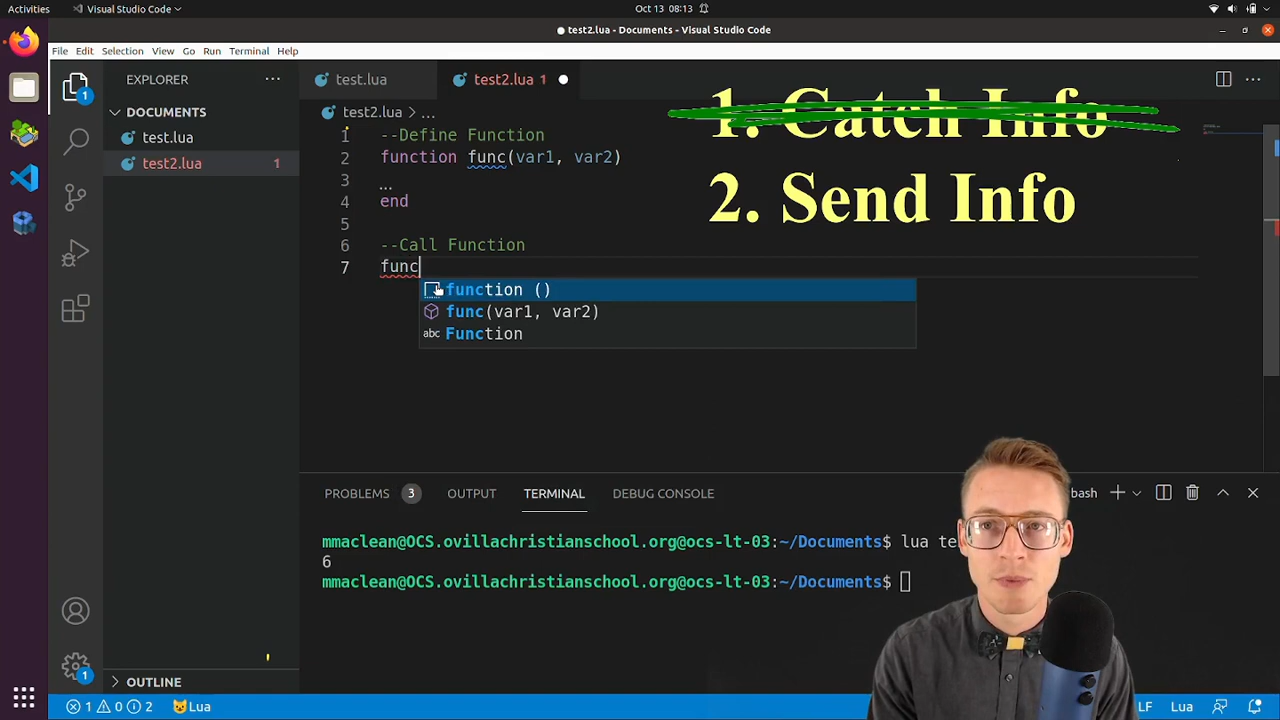 Activities
Visual Studio Code
Oct 13 08:13
test2.lua - Documents - Visual Studio Code
File Edit Selection View Go Run Terminal Help
EXPLORER
test.lua
test2.lua 1
1. Catch Info
DOCUMENTS
test2.lua > ...
test.lua
test2.lua 1
1 --Define Function
2 function func(var1, var2)
3 ...
4 end
5
6 --Call Function
7 func
2. Send Info
function ()
func(var1, var2)
abc Function
PROBLEMS 3 OUTPUT TERMINAL DEBUG CONSOLE
bash
mmaclean@OCS.ovillachristianschool.org@ocs-lt-03:~/Documents$ lua te
6
mmaclean@OCS.ovillachristianschool.org@ocs-lt-03:~/Documents$
OUTLINE
1
1
1 0 2
Lua
LF Lua